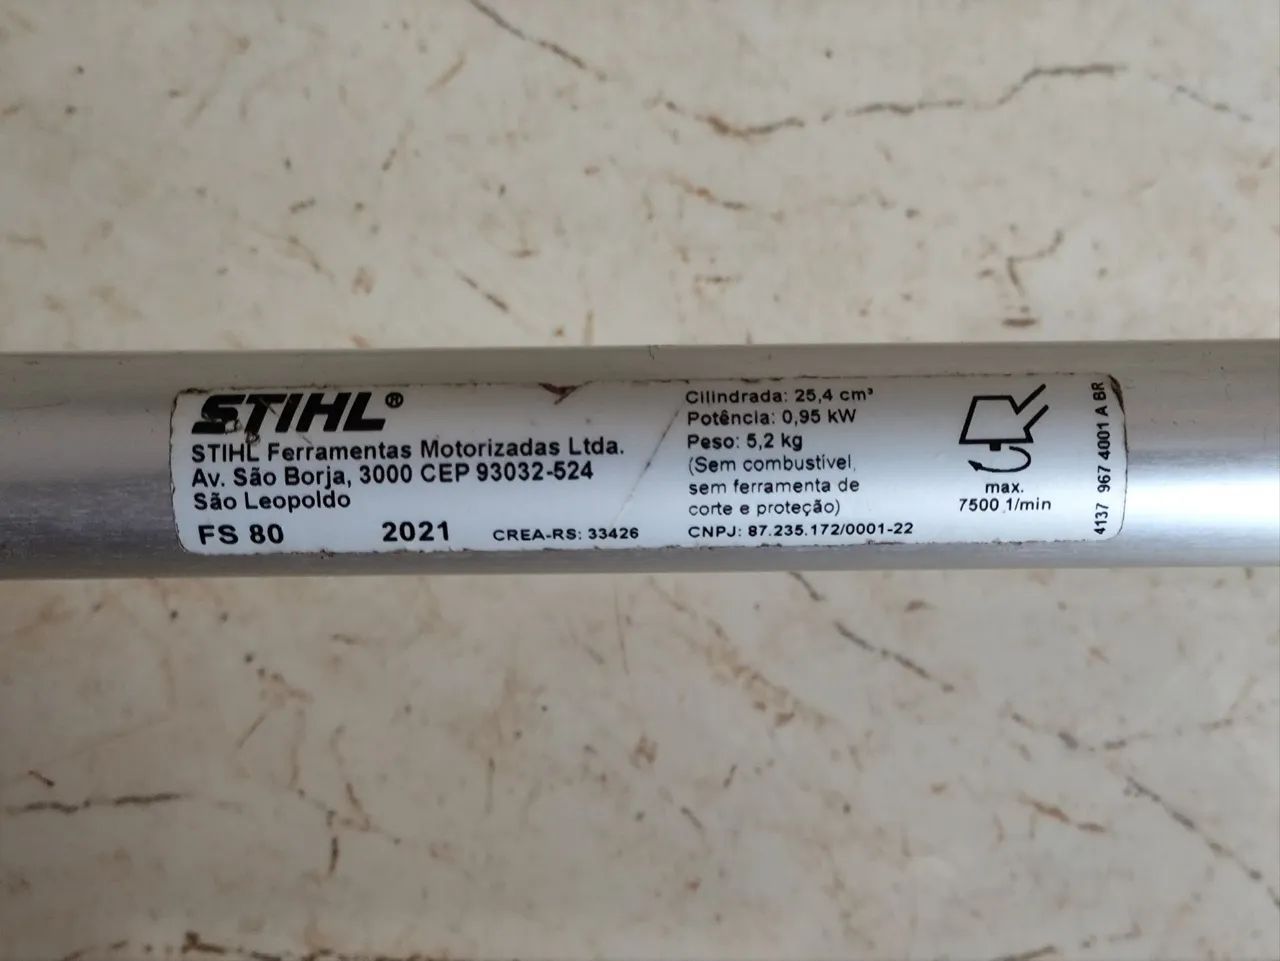 STIHL®
STIHL Ferramentas Motorizadas Ltda.
Av. São Borja, 3000 CEP 93032-524
São Leopoldo
FS 80 2021 CREA-RS: 33426
Cilindrada: 25,4 cm³
Potência: 0,95 kW
Peso: 5,2 kg
(Sem combustível,
sem ferramenta de
corte e proteção)
CNPJ: 87.235.172/0001-22
max.
7500 1/min
4137 967 4001 A BR